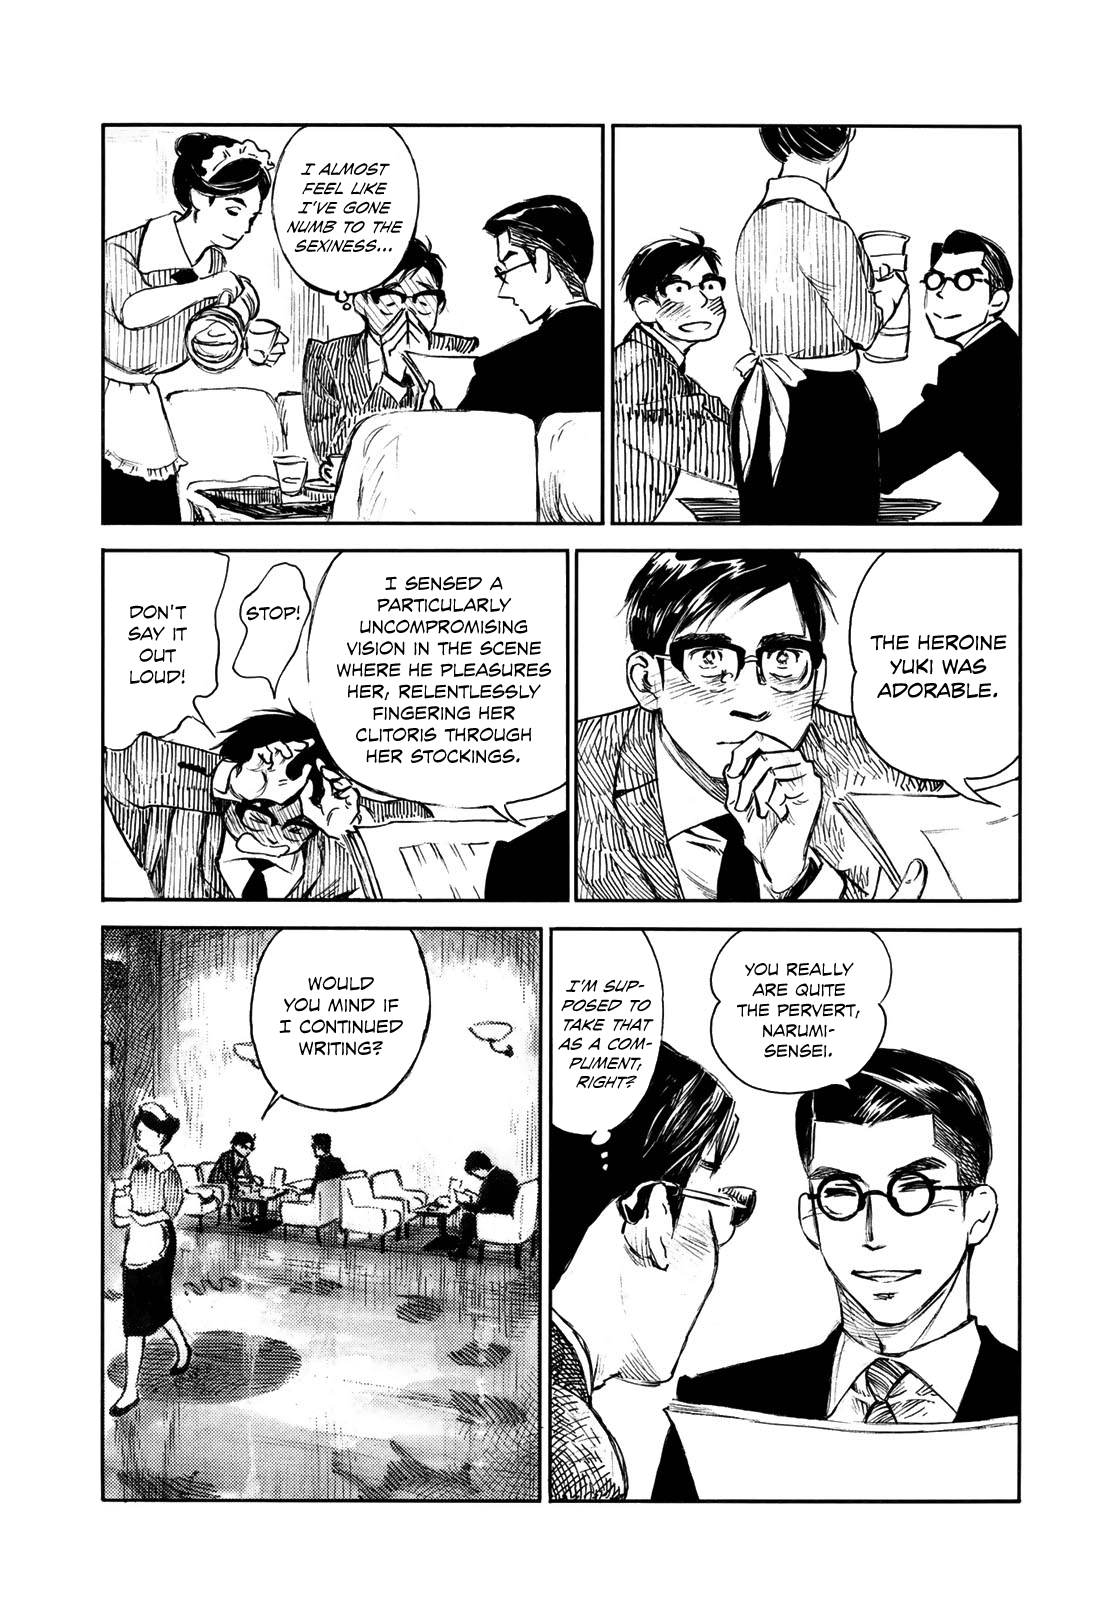 I ALMOST
FEEL LIKE
I'VE GONE
NUMB TO THE
SEXINESS...
THE HEROINE
YUKI WAS
ADORABLE.
I SENSED A
PARTICULARLY
UNCOMPROMISING
VISION IN THE SCENE
WHERE HE PLEASURES
HER, RELENTLESSLY
FINGERING HER
CLITORIS THROUGH
HER STOCKINGS.
STOP!
DON'T
SAY IT
OUT
LOUD!
YOU REALLY
ARE QUITE
THE PERVERT,
NARUMI-
SENSEI.
I'M SUP-
POSED TO
TAKE THAT
AS A COM-
PLIMENT,
RIGHT?
WOULD
YOU MIND IF
I CONTINUED
WRITING?